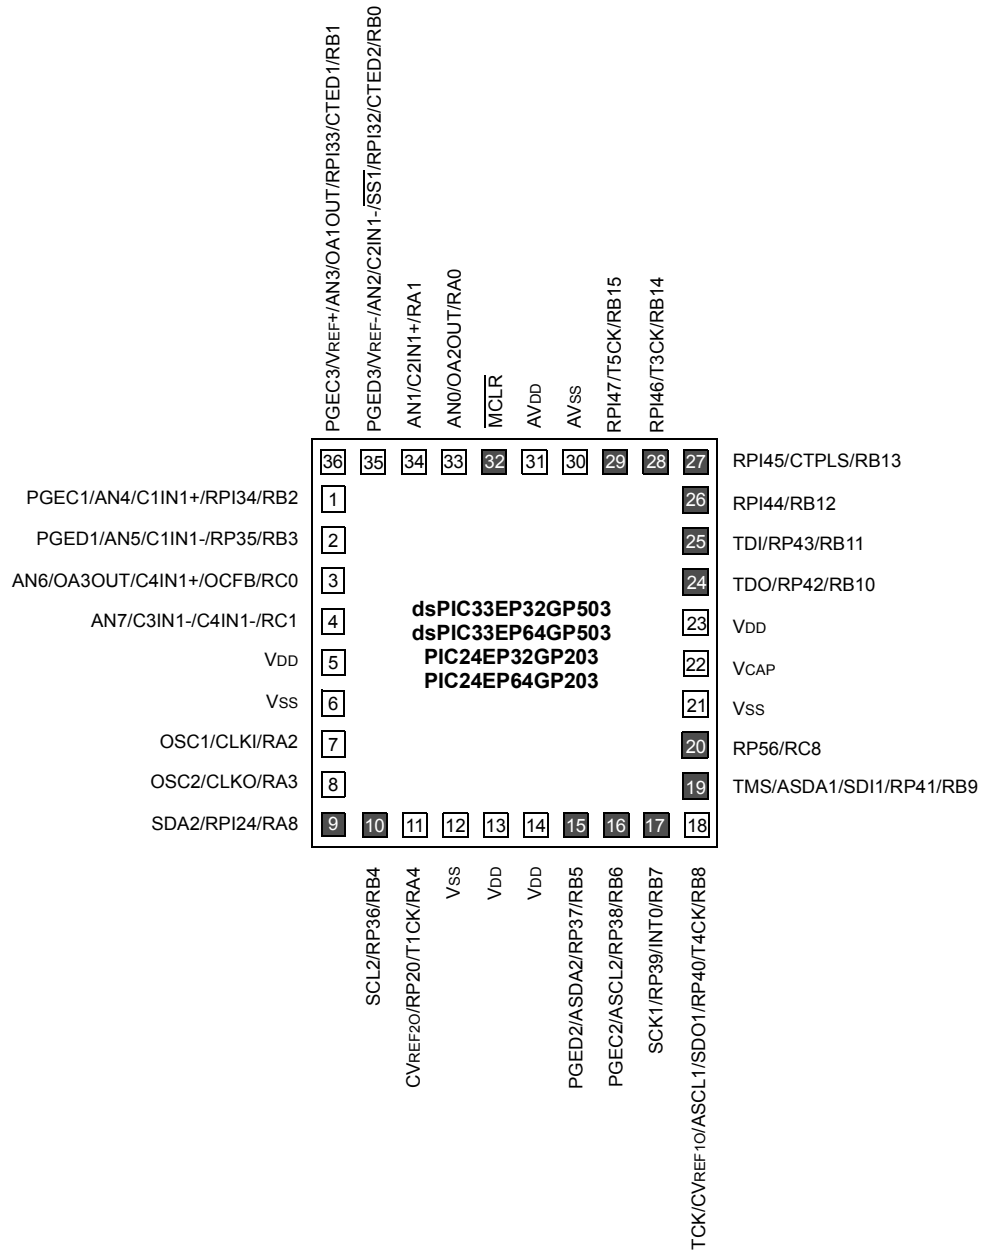 PGEC3/VREF+/AN3/OA1OUT/RPI33/CTED1/RB1
PGED3/VREF-/AN2/C2IN1-/SS1/RPI32/CTED2/RB0
AN1/C2IN1+/RA1
AN0/OA2OUT/RA0
MCLR
AVDD
AVSS
RPI47/T5CK/RB15
RPI46/T3CK/RB14
36 35 34 33 32 31 30 29 28 27 RPI45/CTPLS/RB13
PGEC1/AN4/C1IN1+/RPI34/RB2 1
26 RPI44/RB12
PGED1/AN5/C1IN1-/RP35/RB3 2
25 TDI/RP43/RB11
AN6/OA3OUT/C4IN1+/OCFB/RC0 3
24 TDO/RP42/RB10
AN7/C3IN1-/C4IN1-/RC1 4
23 VDD
dsPIC33EP32GP503
dsPIC33EP64GP503
PIC24EP32GP203
PIC24EP64GP203
VDD 5
22 VCAP
VSS 6
21 VSS
OSC1/CLKI/RA2 7
20 RP56/RC8
OSC2/CLKO/RA3 8
19 TMS/ASDA1/SDI1/RP41/RB9
SDA2/RPI24/RA8 9 10 11 12 13 14 15 16 17 18
SCL2/RP36/RB4
CVREF2O/RP20/T1CK/RA4
VSS
VDD
VDD
PGED2/ASDA2/RP37/RB5
PGEC2/ASCL2/RP38/RB6
SCK1/RP39/INT0/RB7
TCK/CVREF1O/ASCL1/SDO1/RP40/T4CK/RB8